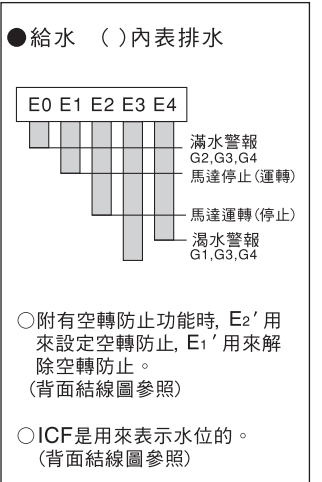 ●給水 ( )內表排水
E0 E1 E2 E3 E4
滿水警報
G2,G3,G4
馬達停止(運轉)
馬達運轉(停止)
渴水警報
G1,G3,G4
○附有空轉防止功能時, E2′用
來設定空轉防止, E1′用來解
除空轉防止。
(背面結線圖參照)
○ICF是用來表示水位的。
(背面結線圖參照)